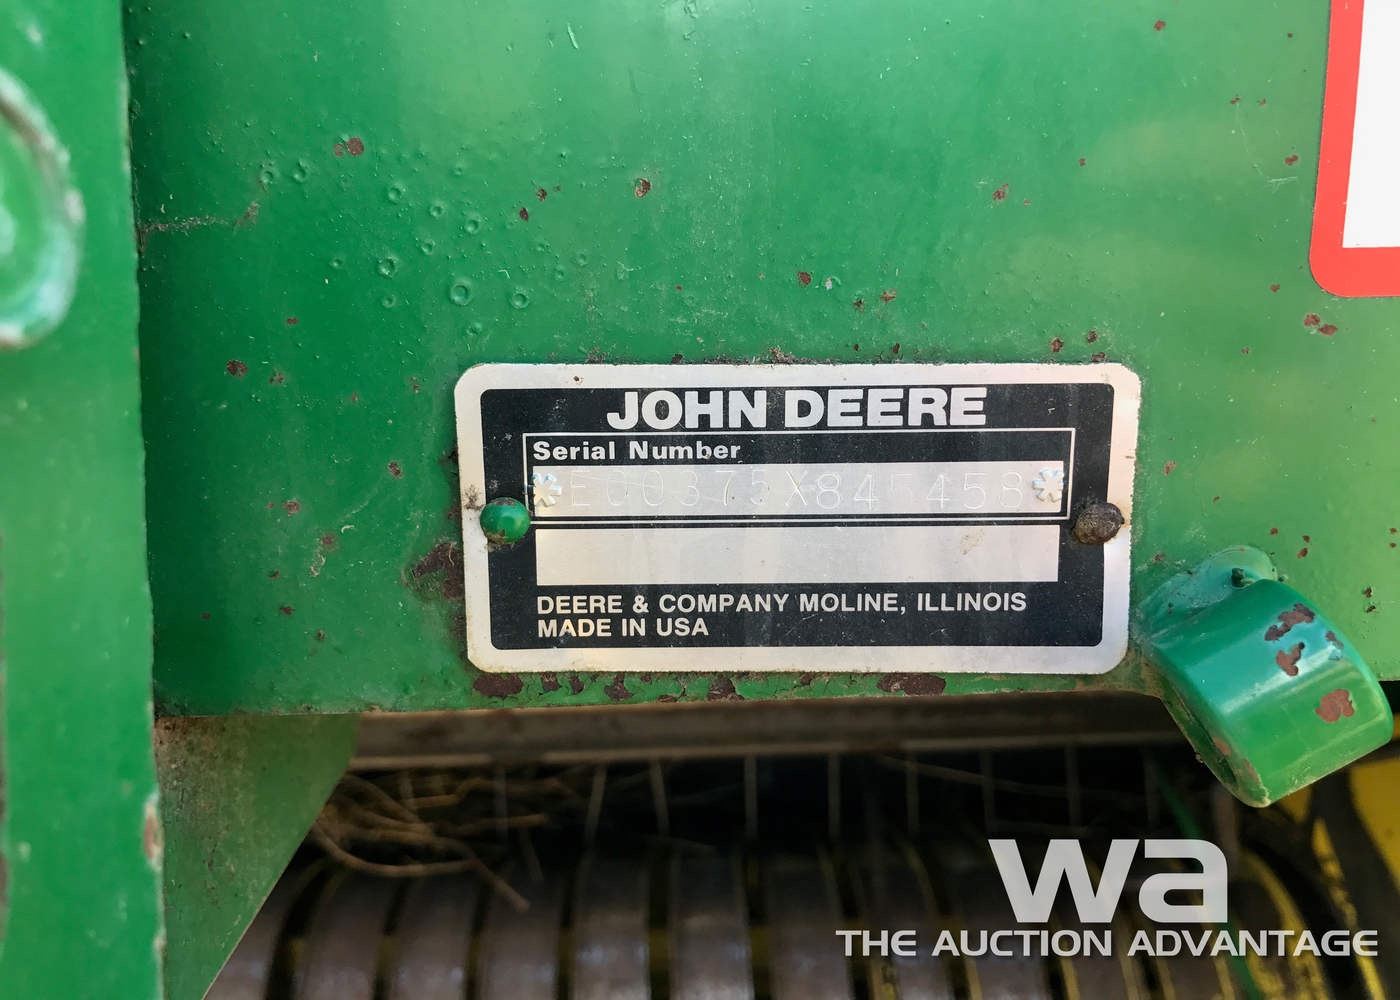 JOHN DEERE
Serial Number
*E00375X845458*
DEERE & COMPANY MOLINE, ILLINOIS
MADE IN USA
wa
THE AUCTION ADVANTAGE